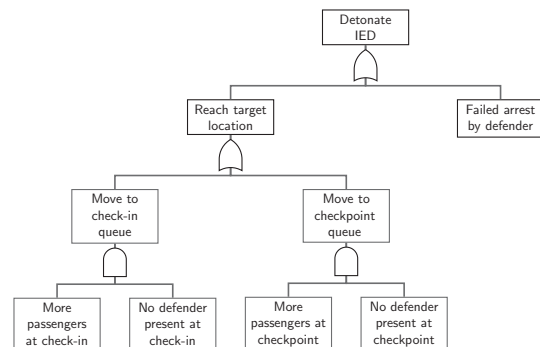 Detonate
IED
Reach target
location
Failed arrest
by defender
Move to
check-in
queue
Move to
checkpoint
queue
More
passengers
at check-in
No defender
present at
check-in
More
passengers at
checkpoint
No defender
present at
checkpoint